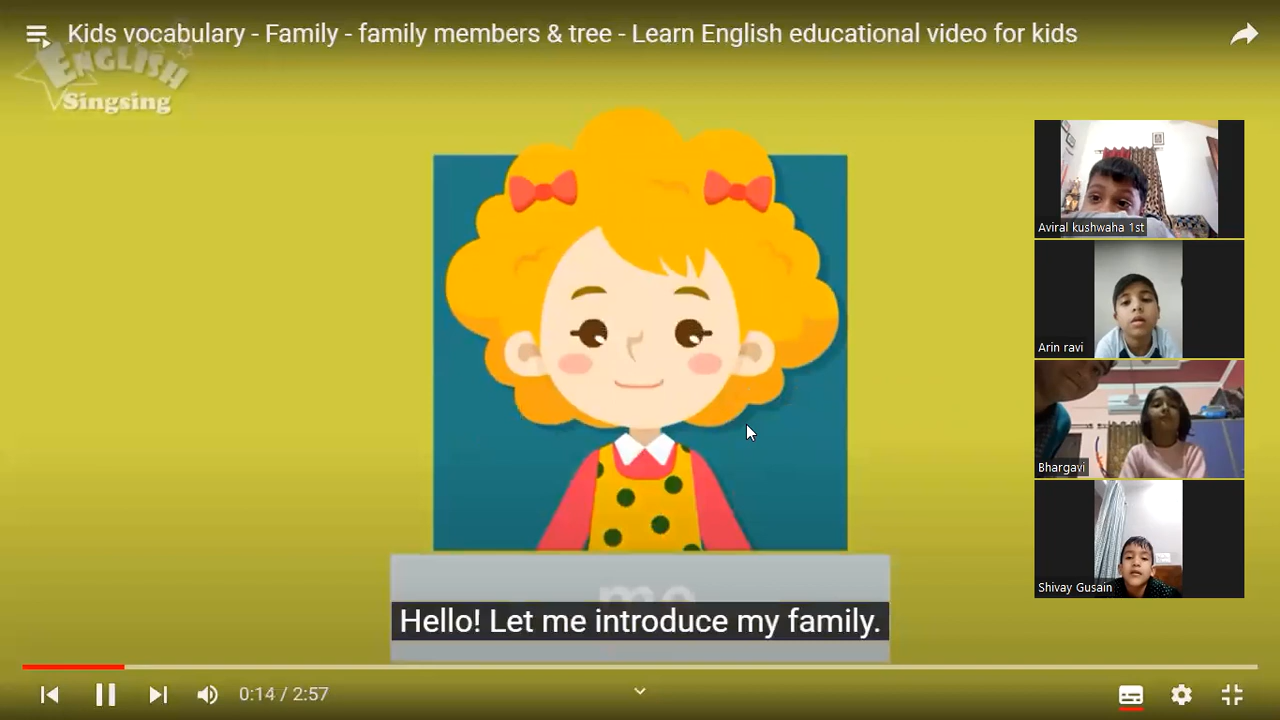 Kids vocabulary - Family - family members & tree - Learn English educational video for kids
ENGLISH
Singsing
Aviral kushwaha 1st
Arin ravi
Bhargavi
Shivay Gusain
me
Hello! Let me introduce my family.
0:14 / 2:57